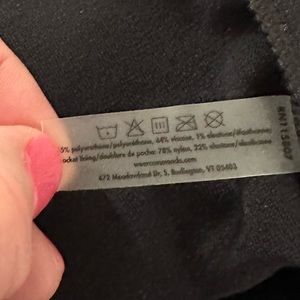 5% polyurethane/polyuréthane, 44% viscose, 1% elastane/élasthanne;
ocket lining/doublure de poche: 78% nylon, 22% elastane/élasthanne
472 Meadowland Dr, 5, Burlington, VT 05403